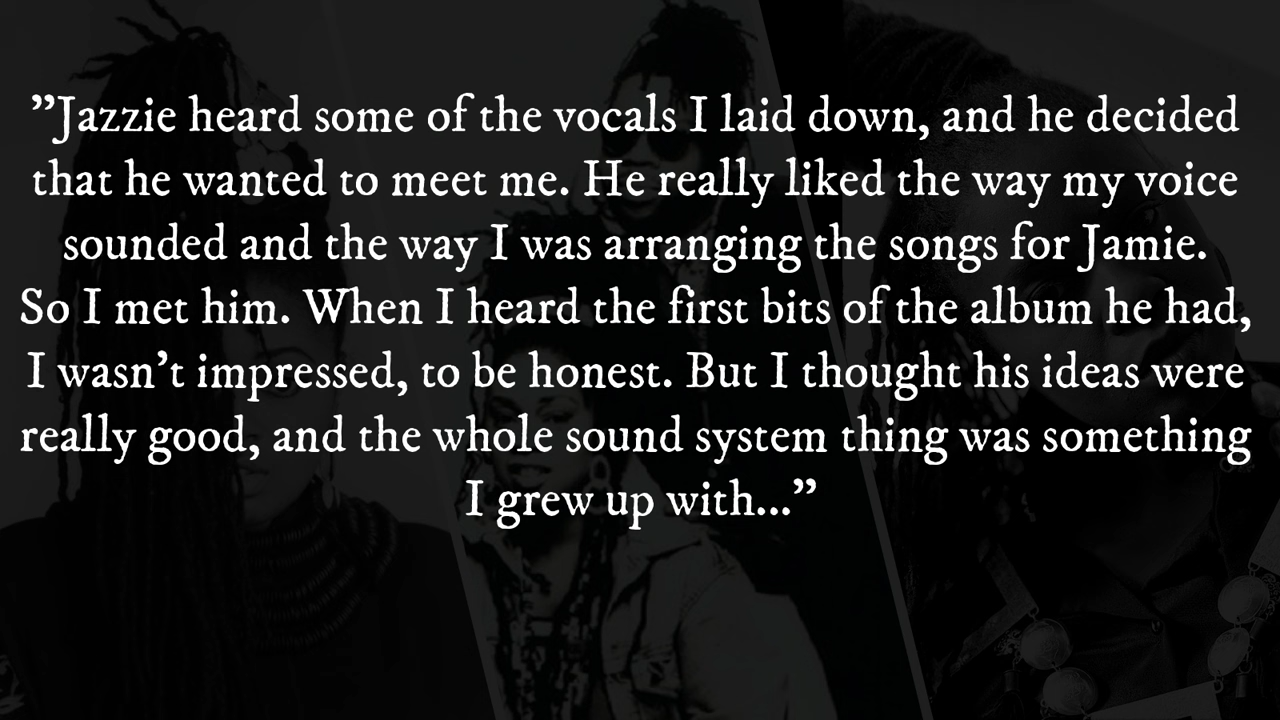 ”Jazzie heard some of the vocals I laid down, and he decided
that he wanted to meet me. He really liked the way my voice
sounded and the way I was arranging the songs for Jamie.
So I met him. When I heard the first bits of the album he had,
I wasn’t impressed, to be honest. But I thought his ideas were
really good, and the whole sound system thing was something
I grew up with...”